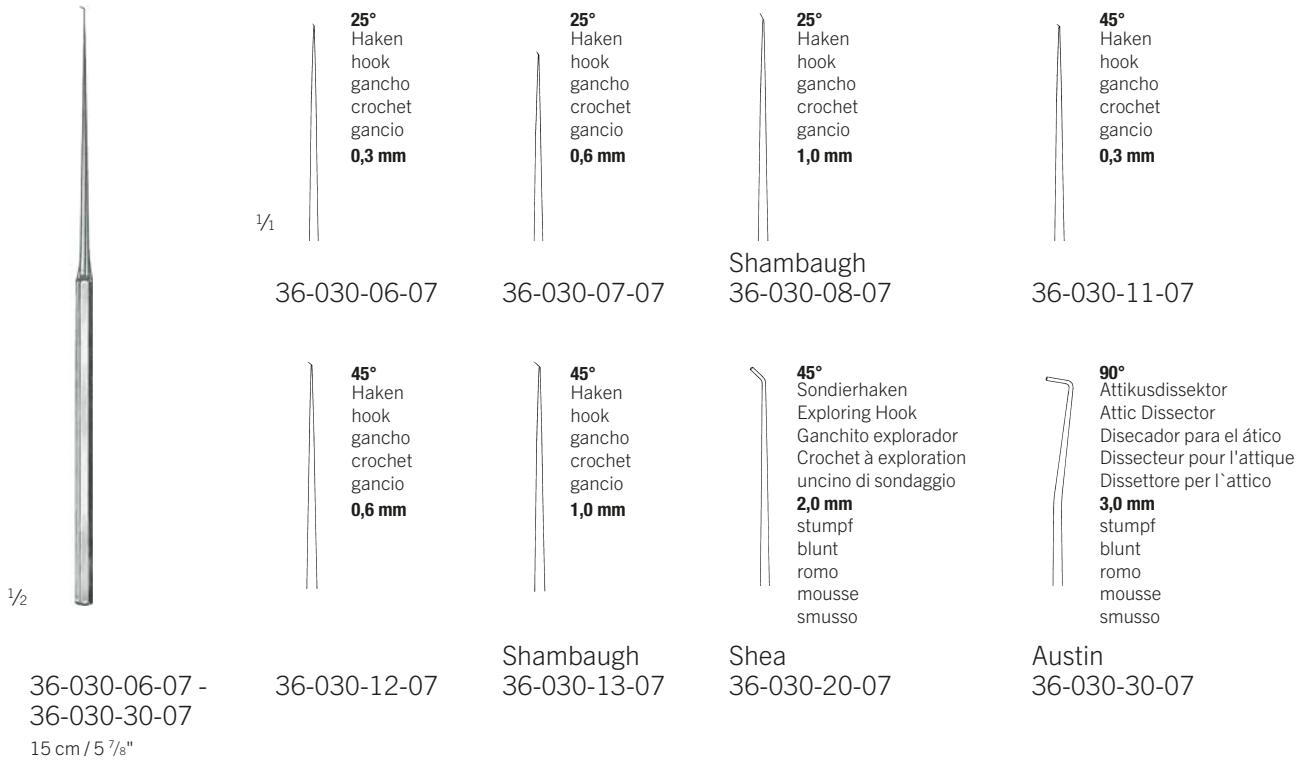 25°
Haken
hook
gancho
crochet
gancio
0,3 mm
25°
Haken
hook
gancho
crochet
gancio
0,6 mm
25°
Haken
hook
gancho
crochet
gancio
1,0 mm
45°
Haken
hook
gancho
crochet
gancio
0,3 mm
1/1
36-030-06-07
36-030-07-07
Shambaugh
36-030-08-07
36-030-11-07
45°
Haken
hook
gancho
crochet
gancio
0,6 mm
45°
Haken
hook
gancho
crochet
gancio
1,0 mm
45°
Sondierhaken
Exploring Hook
Ganchito explorador
Crochet à exploration
uncino di sondaggio
2,0 mm
stumpf
blunt
romo
mousse
smusso
90°
Attikusdissektor
Attic Dissector
Disecador para el ático
Dissecteur pour l'attique
Dissettore per l`attico
3,0 mm
stumpf
blunt
romo
mousse
smusso
1/2
36-030-06-07 -
36-030-30-07
15 cm / 5 7/8"
36-030-12-07
Shambaugh
36-030-13-07
Shea
36-030-20-07
Austin
36-030-30-07